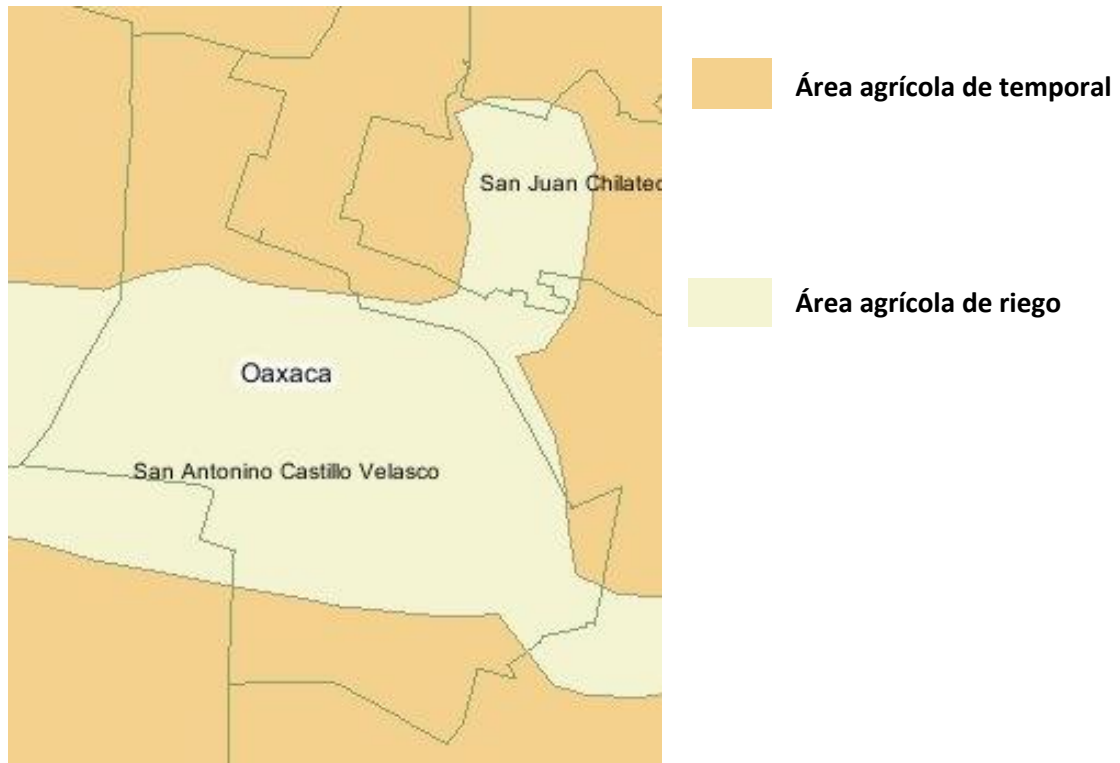 Área agrícola de temporal
San Juan Chilatec
Área agrícola de riego
Oaxaca
San Antonino Castillo Velasco